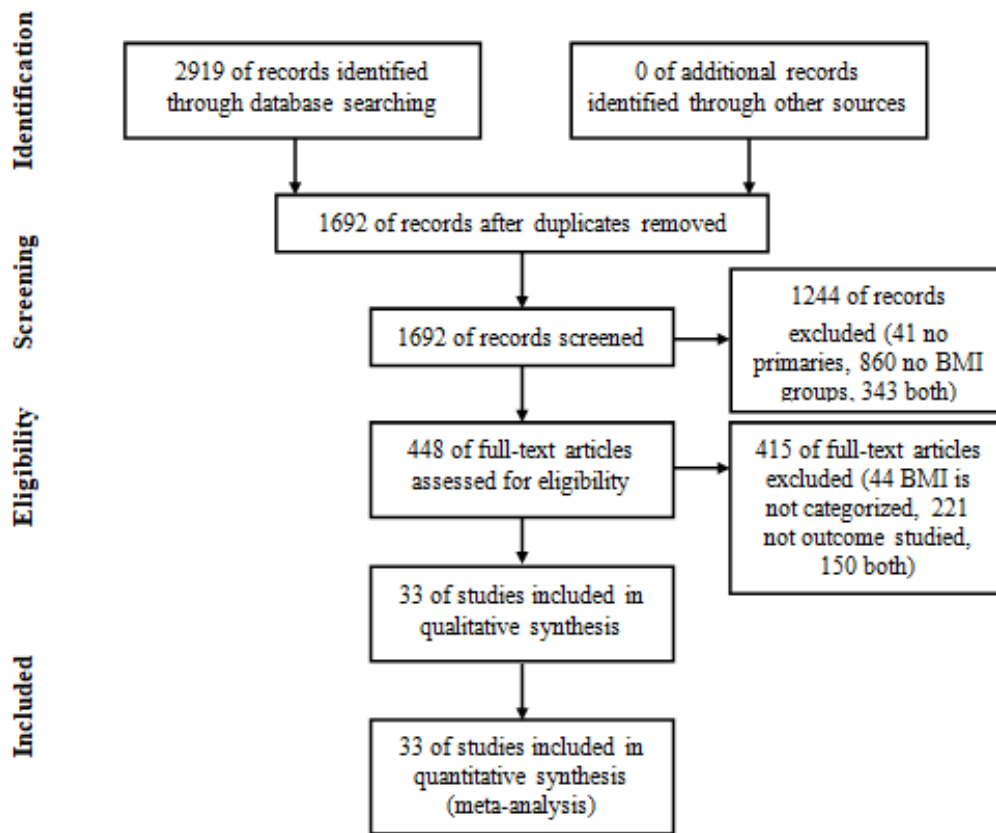 Identification
2919 of records identified
through database searching
0 of additional records
identified through other sources
1692 of records after duplicates removed
Screening
1692 of records screened
1244 of records
excluded (41 no
primaries, 860 no BMI
groups, 343 both)
Eligibility
448 of full-text articles
assessed for eligibility
415 of full-text articles
excluded (44 BMI is
not categorized, 221
not outcome studied,
150 both)
33 of studies included in
qualitative synthesis
Included
33 of studies included in
quantitative synthesis
(meta-analysis)